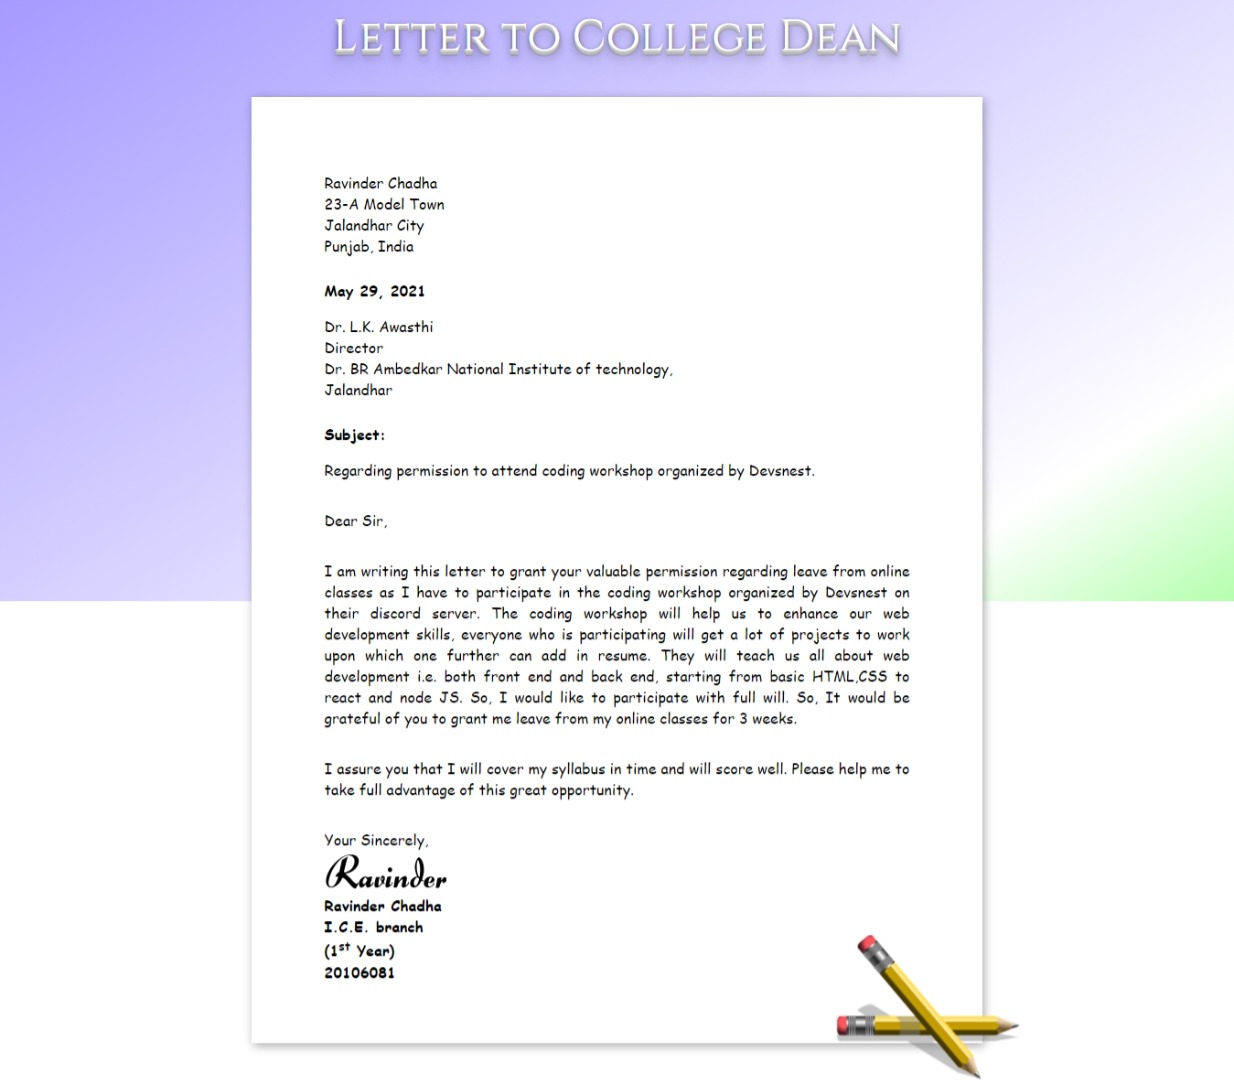 Letter to College Dean
Ravinder Chadha
23-A Model Town
Jalandhar City
Punjab, India
May 29, 2021
Dr. L.K. Awasthi
Director
Dr. BR Ambedkar National Institute of technology,
Jalandhar
Subject:
Regarding permission to attend coding workshop organized by Devsnest.
Dear Sir,
I am writing this letter to grant your valuable permission regarding leave from online
classes as I have to participate in the coding workshop organized by Devsnest on
their discord server. The coding workshop will help us to enhance our web
development skills, everyone who is participating will get a lot of projects to work
upon which one further can add in resume. They will teach us all about web
development i.e. both front end and back end, starting from basic HTML,CSS to
react and node JS. So, I would like to participate with full will. So, It would be
grateful of you to grant me leave from my online classes for 3 weeks.
I assure you that I will cover my syllabus in time and will score well. Please help me to
take full advantage of this great opportunity.
Your Sincerely,
Ravinder
Ravinder Chadha
I.C.E. branch
(1st Year)
20106081